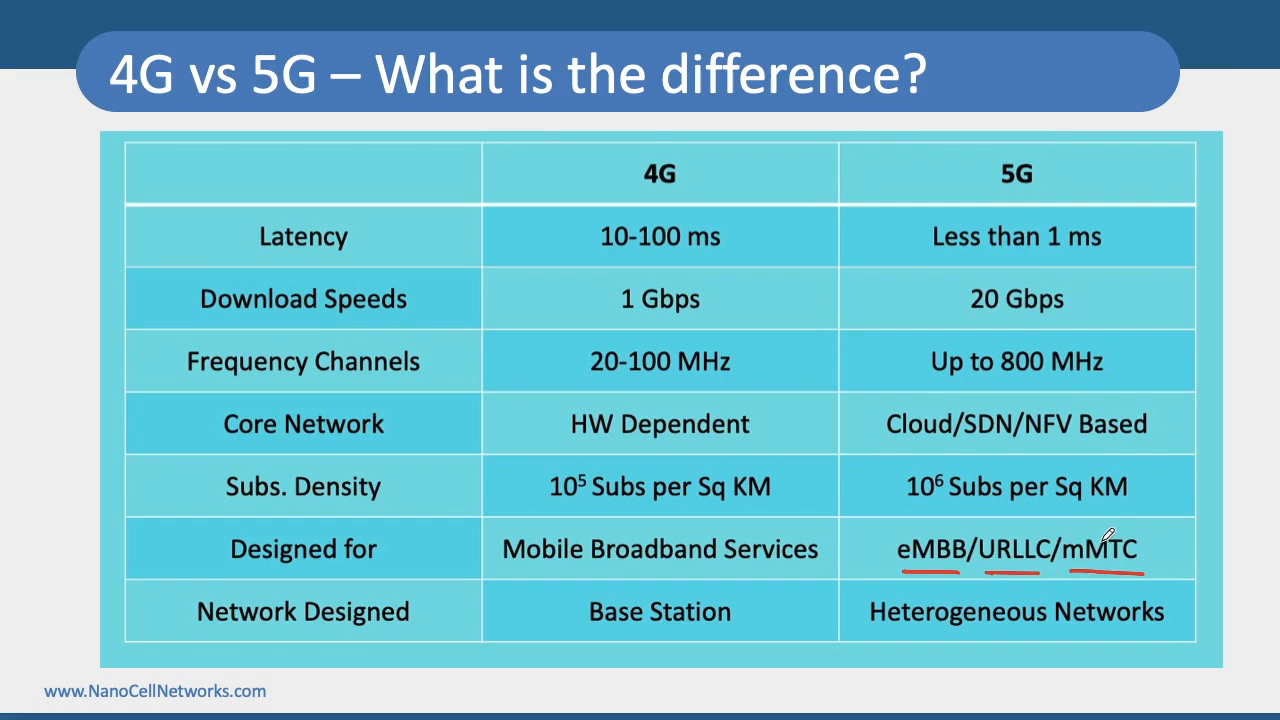 4G vs 5G – What is the difference?
4G 5G
Latency 10-100 ms Less than 1 ms
Download Speeds 1 Gbps 20 Gbps
Frequency Channels 20-100 MHz Up to 800 MHz
Core Network HW Dependent Cloud/SDN/NFV Based
Subs. Density 10⁵ Subs per Sq KM 10⁶ Subs per Sq KM
Designed for Mobile Broadband Services eMBB/URLLC/mMTC
Network Designed Base Station Heterogeneous Networks
www.NanoCellNetworks.com